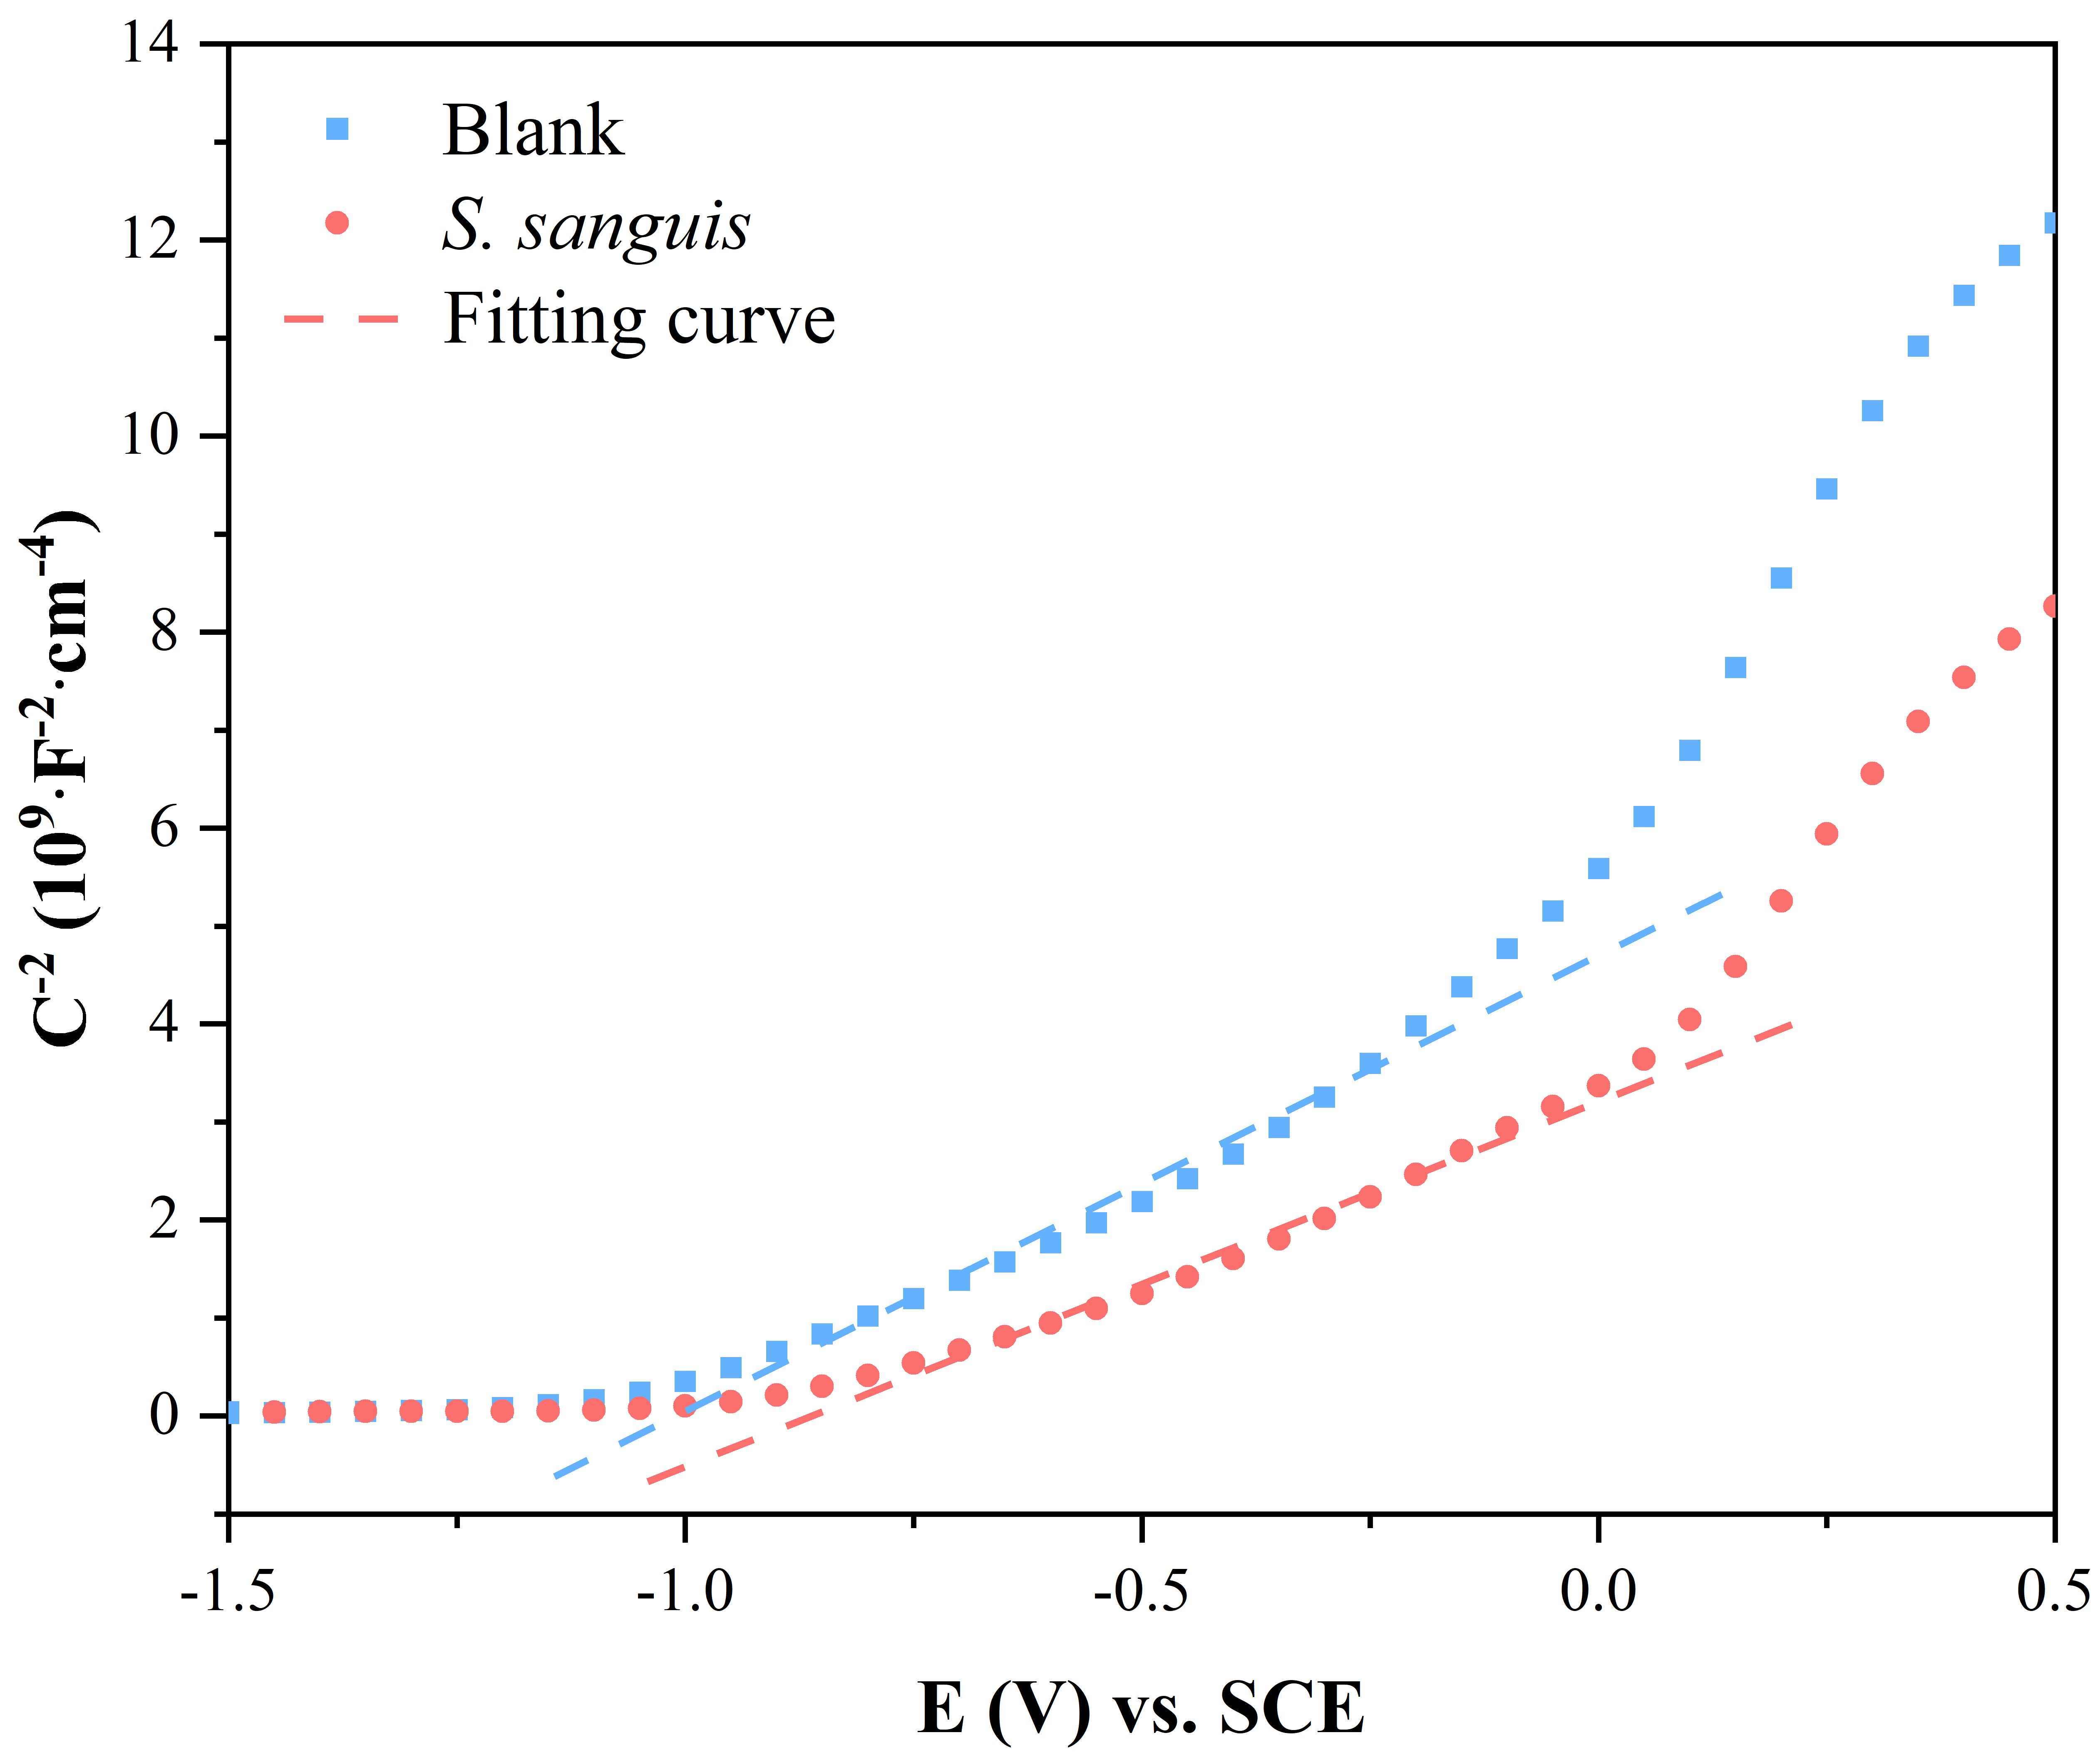 14
12
10
8
6
4
2
0
Blank
S. sanguis
Fitting curve
C⁻² (10⁹·F⁻²·cm⁻⁴)
-1.5 -1.0 -0.5 0.0 0.5
E (V) vs. SCE